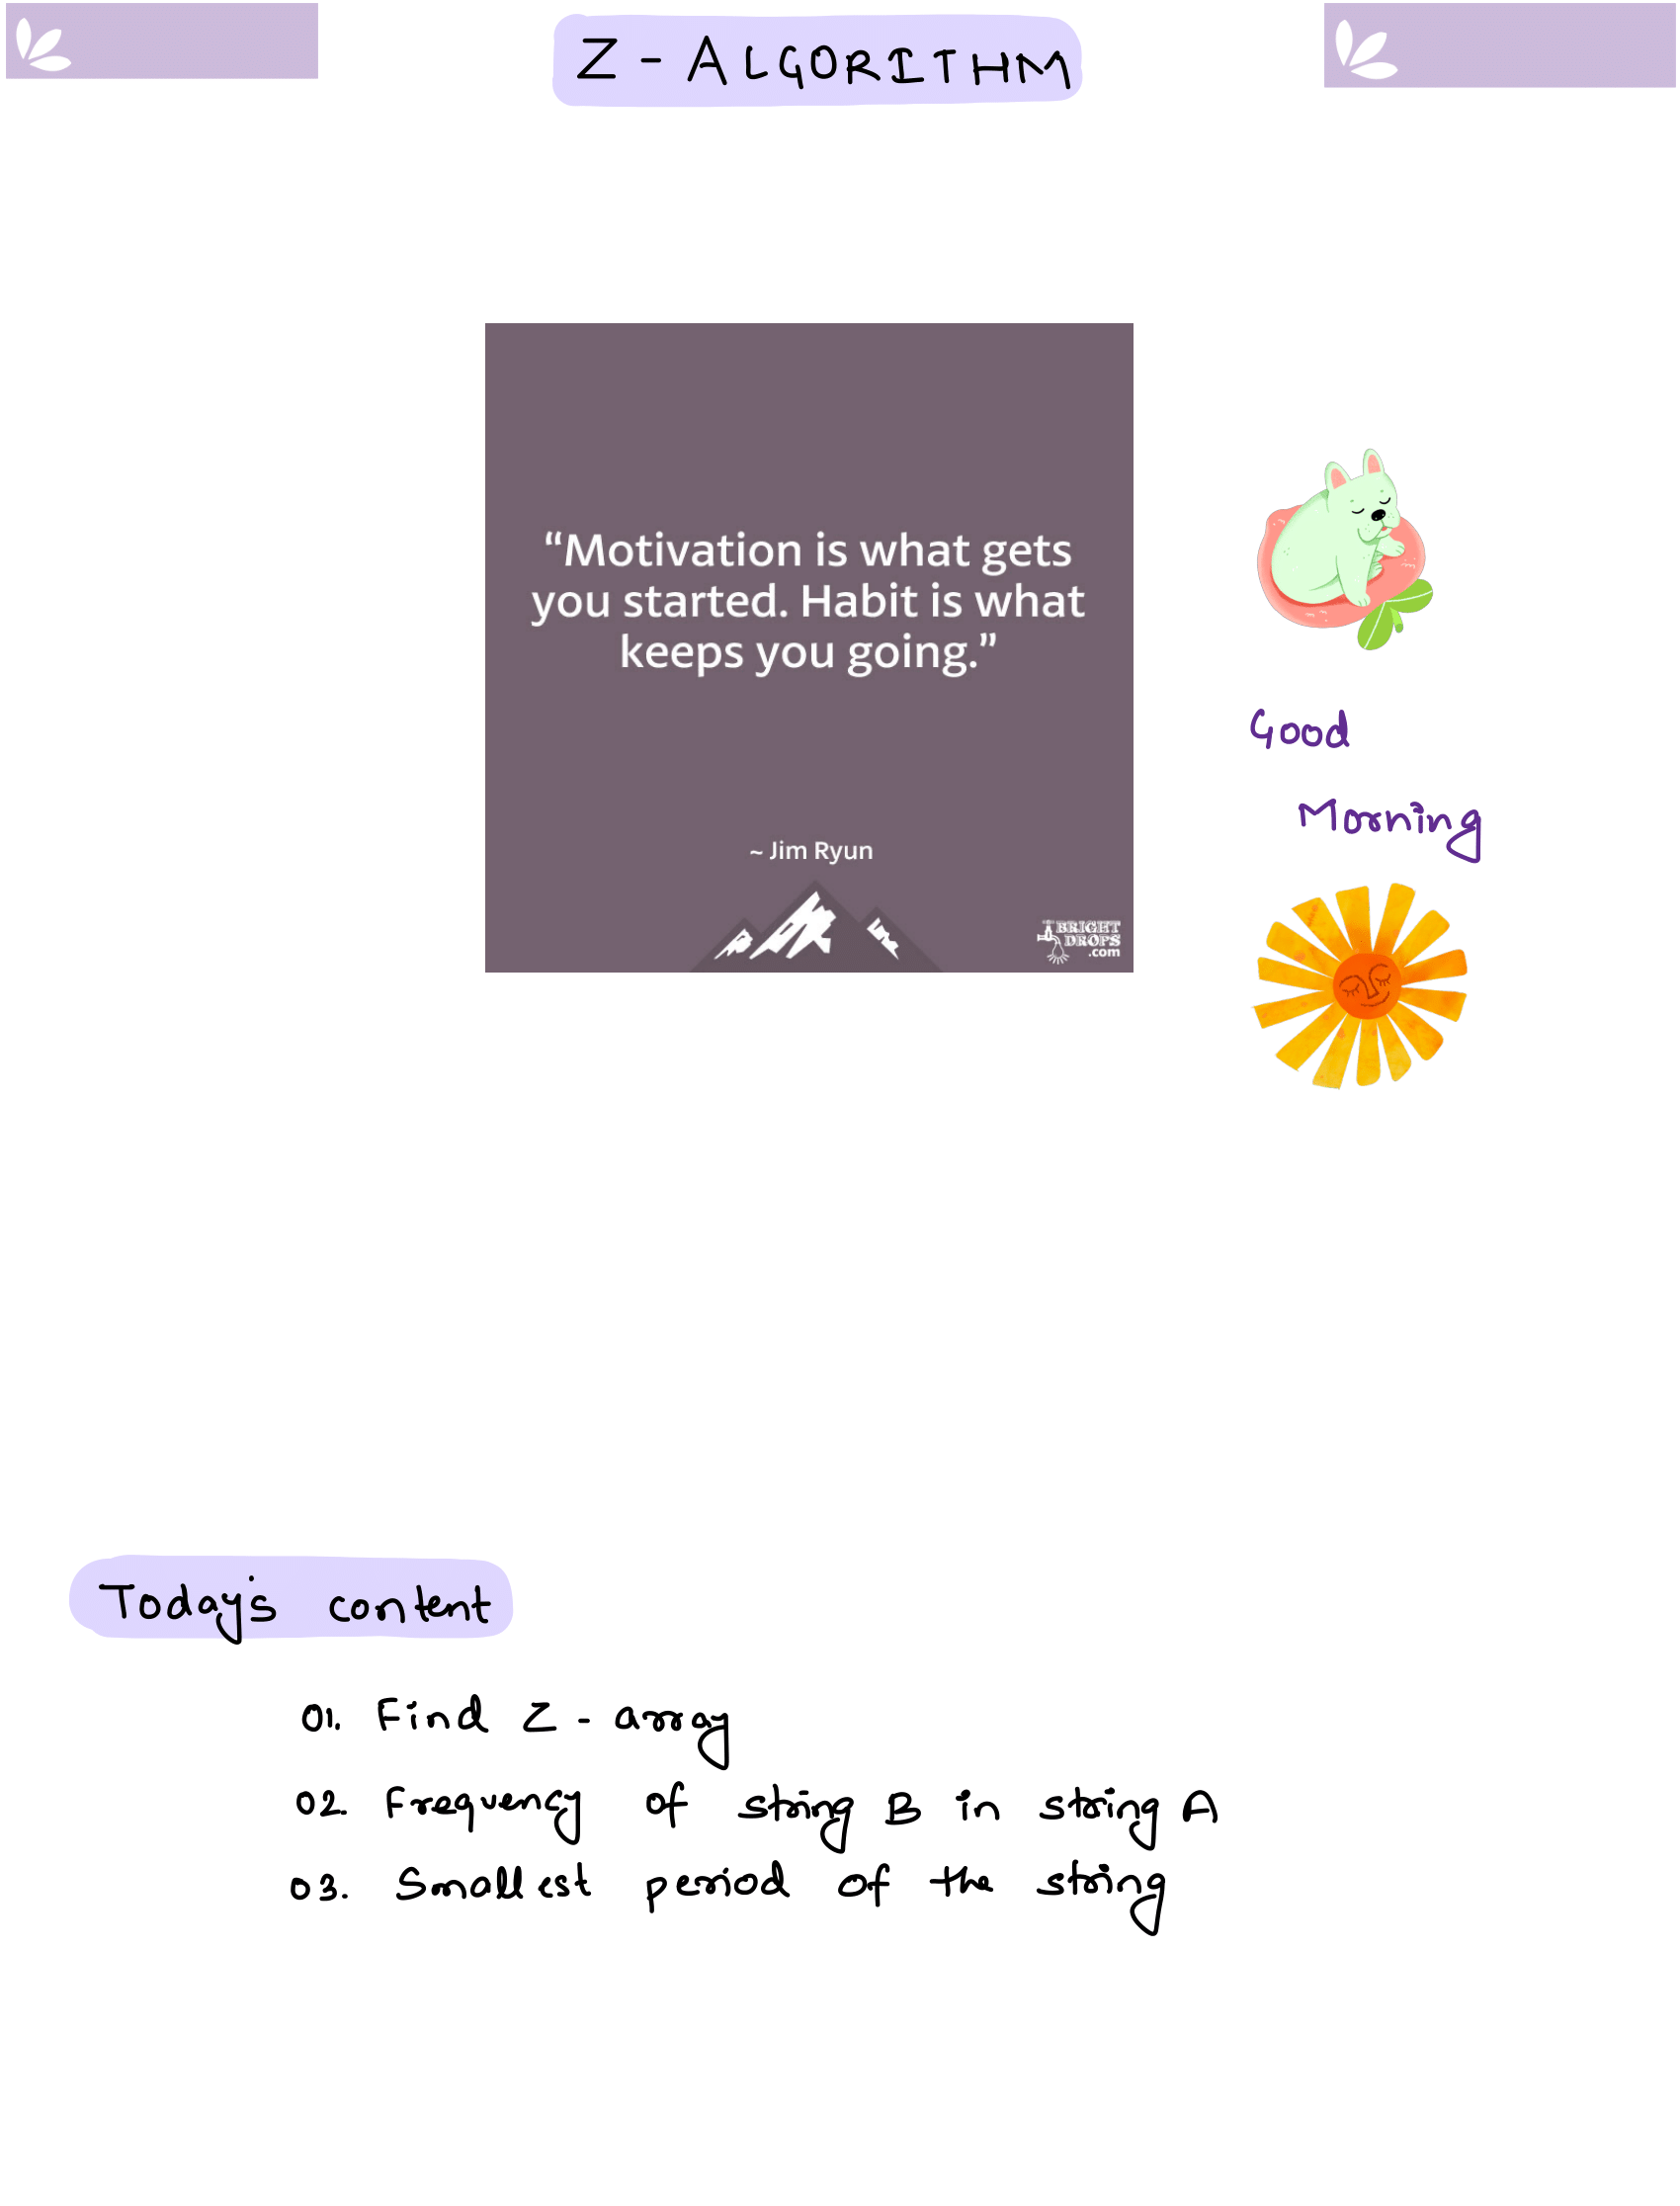 Z - ALGORITHM
“Motivation is what gets
you started. Habit is what
keeps you going.”
~ Jim Ryun
BRIGHT
DROPS
.com
Good
Morning
Today's content
01. Find Z - array
02. Frequency of string B in string A
03. Smallest period of the string